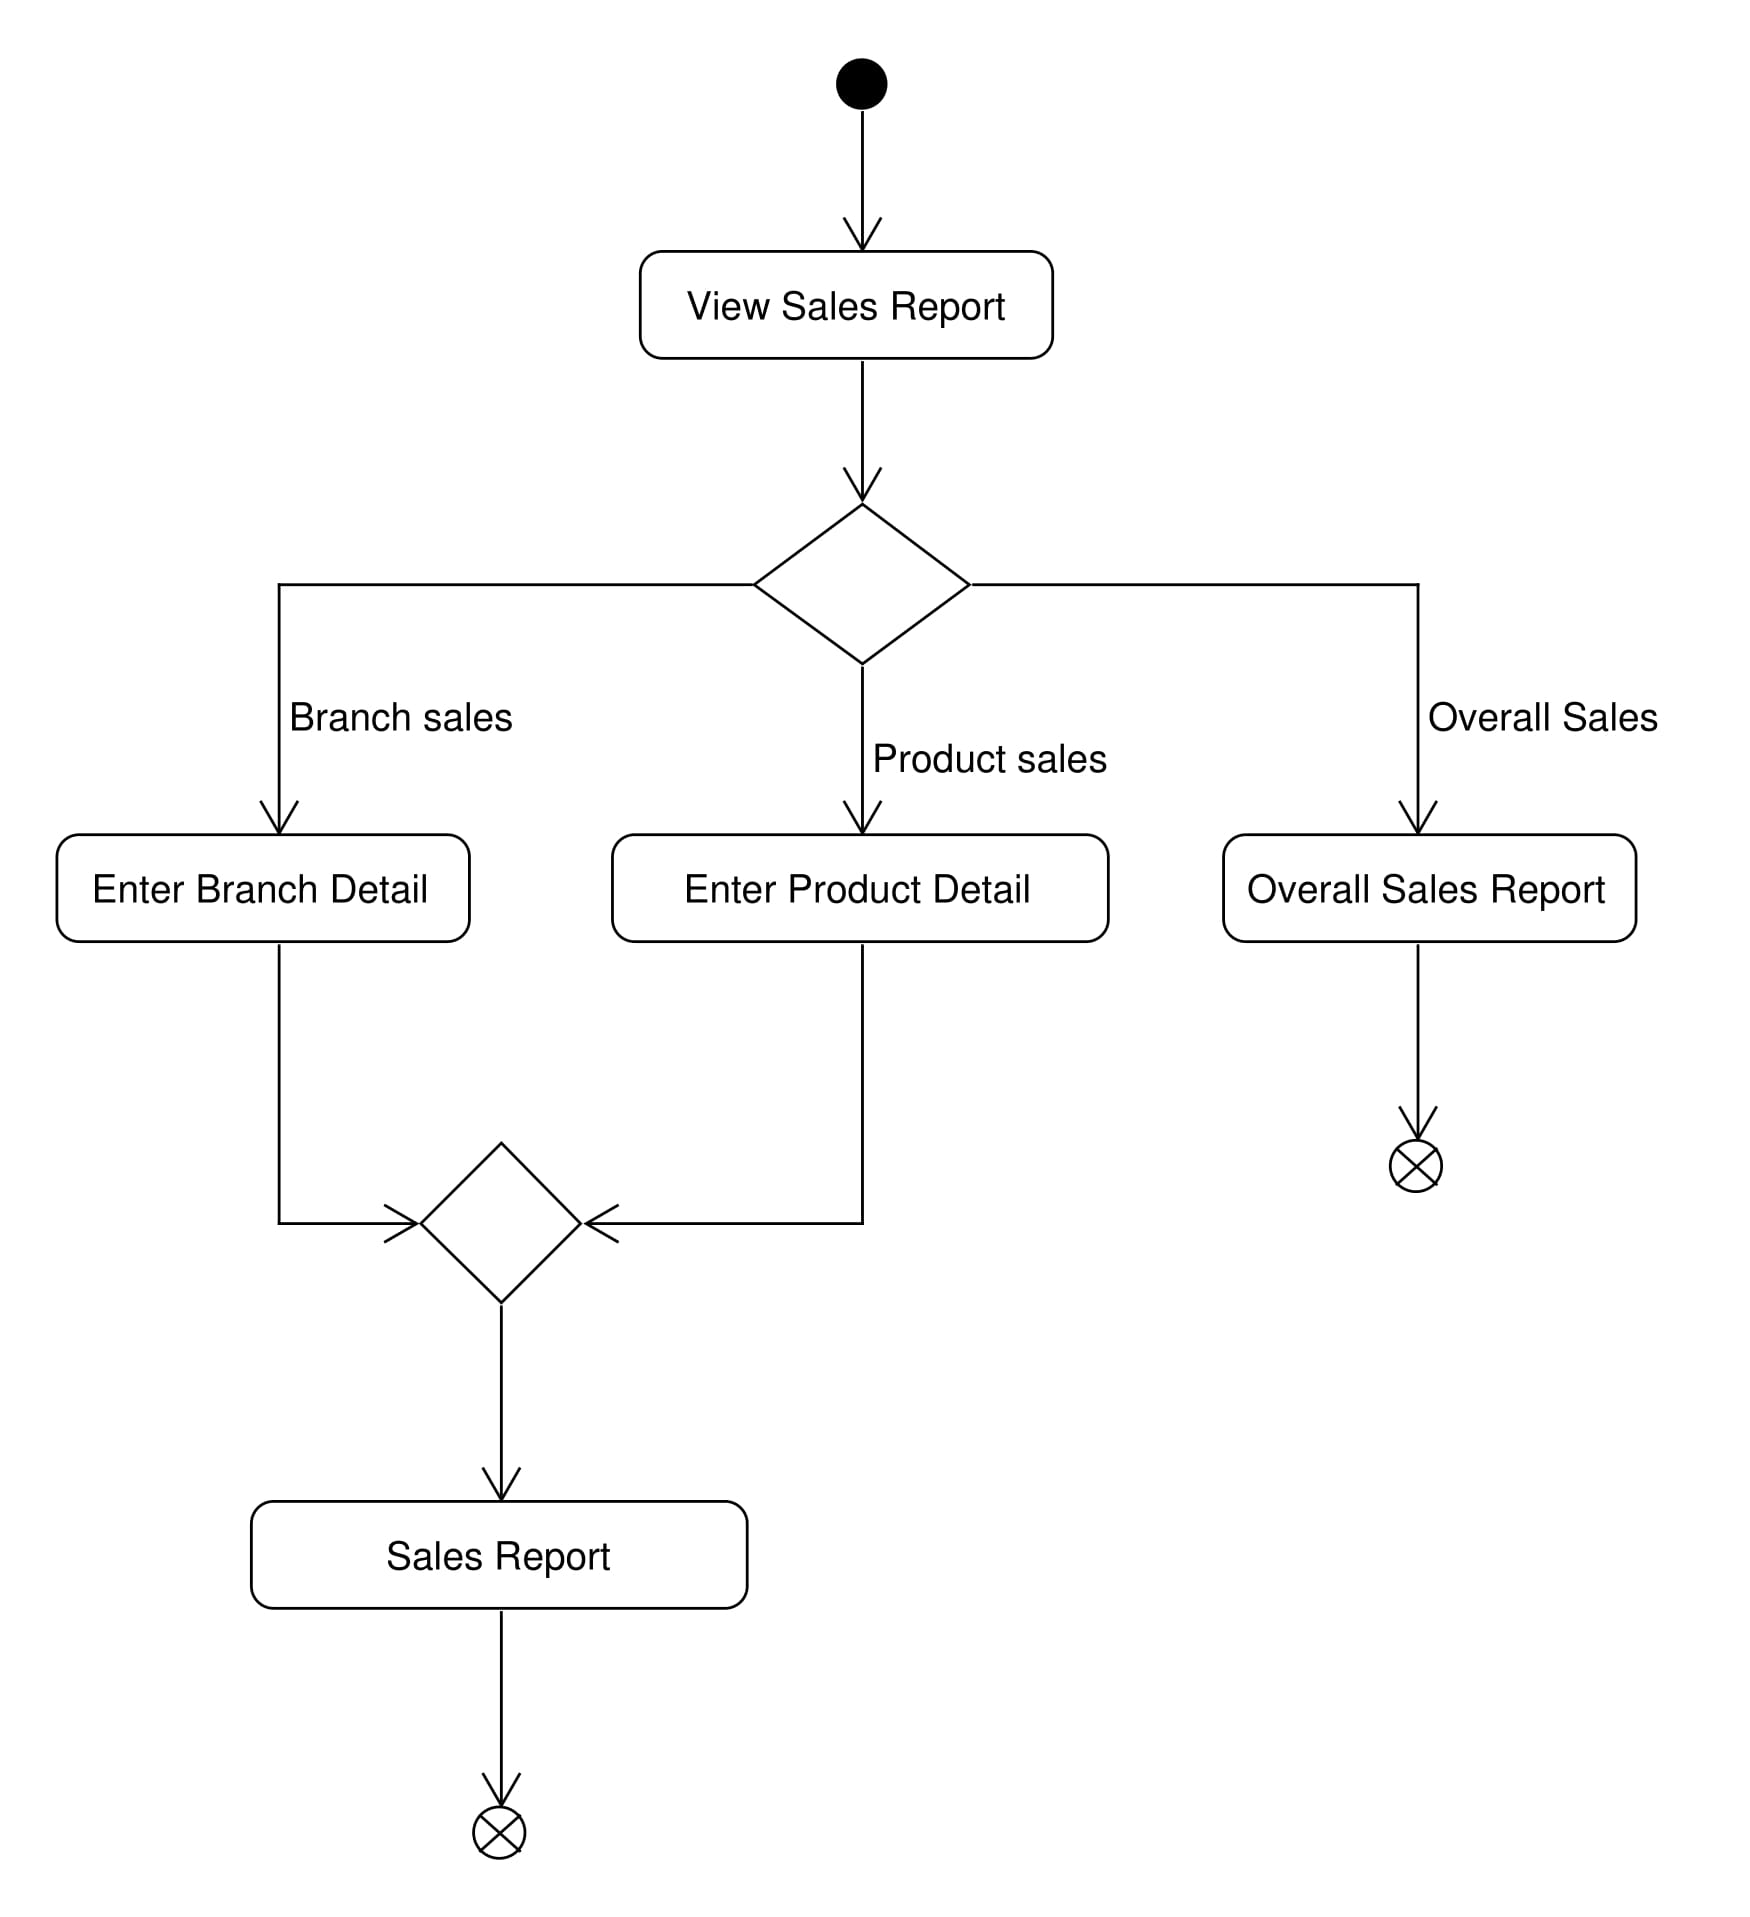 View Sales Report
Branch sales
Overall Sales
Product sales
Enter Branch Detail
Enter Product Detail
Overall Sales Report
Sales Report